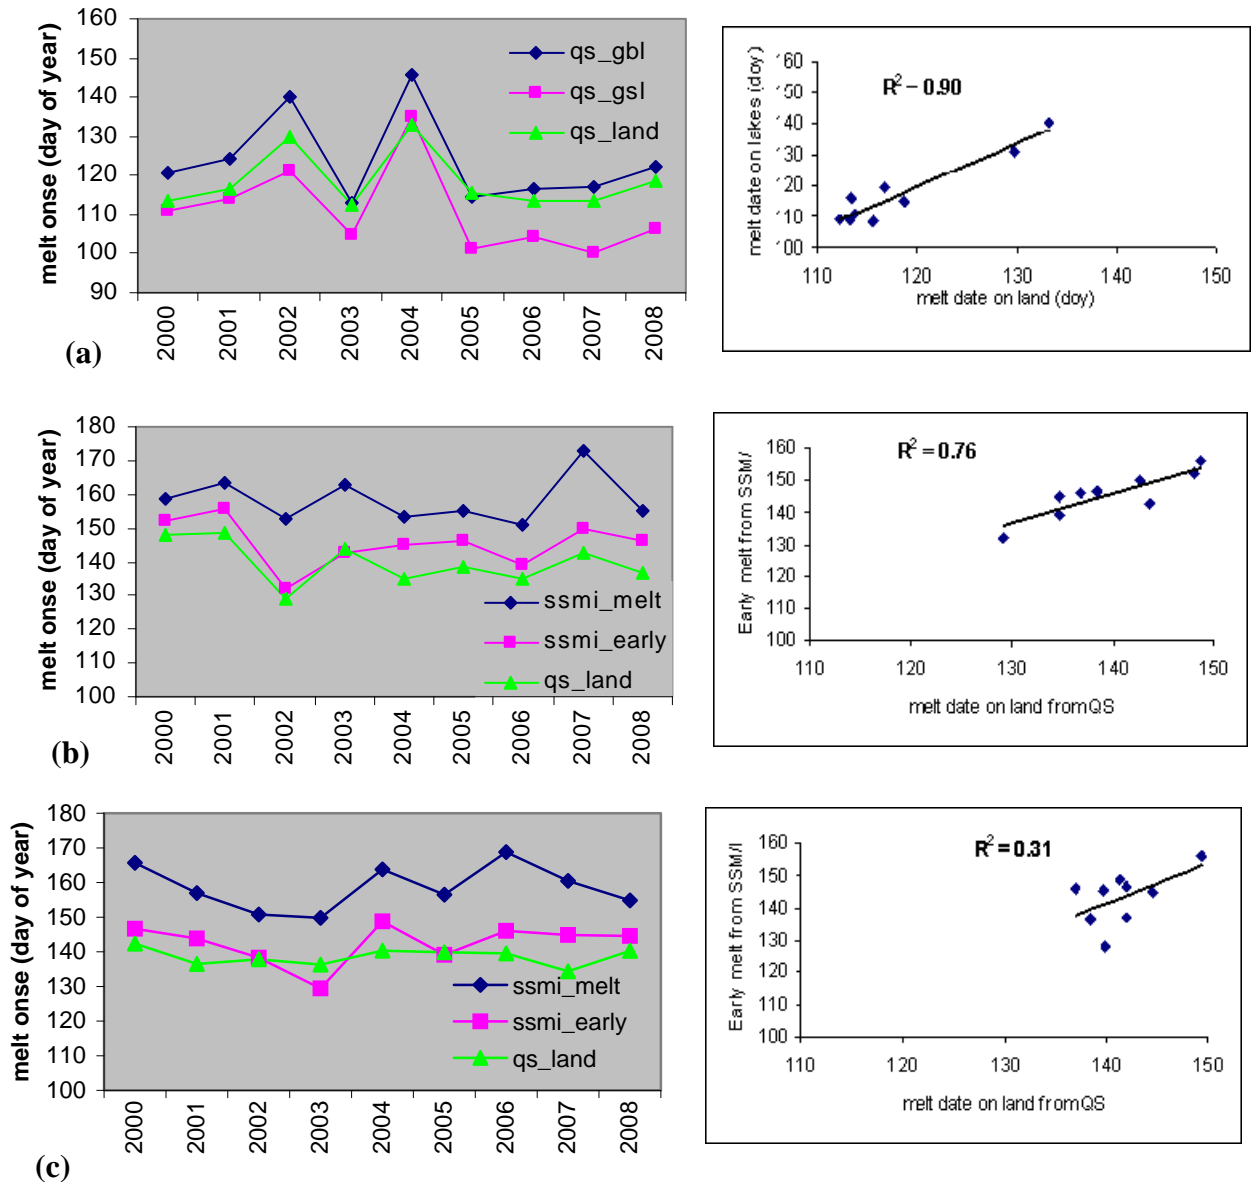 160
150
140
130
120
110
100
90
melt onse (day of year)
qs_gbl
qs_gsl
qs_land
2000 2001 2002 2003 2004 2005 2006 2007 2008
(a)
R² = 0.90
melt date on lakes (doy)
160
150
140
130
120
110
100
110 120 130 140 150
melt date on land (doy)
180
170
160
150
140
130
120
110
100
melt onse (day of year)
ssmi_melt
ssmi_early
qs_land
2000 2001 2002 2003 2004 2005 2006 2007 2008
(b)
R² = 0.76
Early melt from SSM/
160
150
140
130
120
110
100
110 120 130 140 150
melt date on land from QS
180
170
160
150
140
130
120
110
100
melt onse (day of year)
ssmi_melt
ssmi_early
qs_land
2000 2001 2002 2003 2004 2005 2006 2007 2008
(c)
R² = 0.31
Early melt from SSM/I
160
150
140
130
120
110
100
110 120 130 140 150
melt date on land from QS